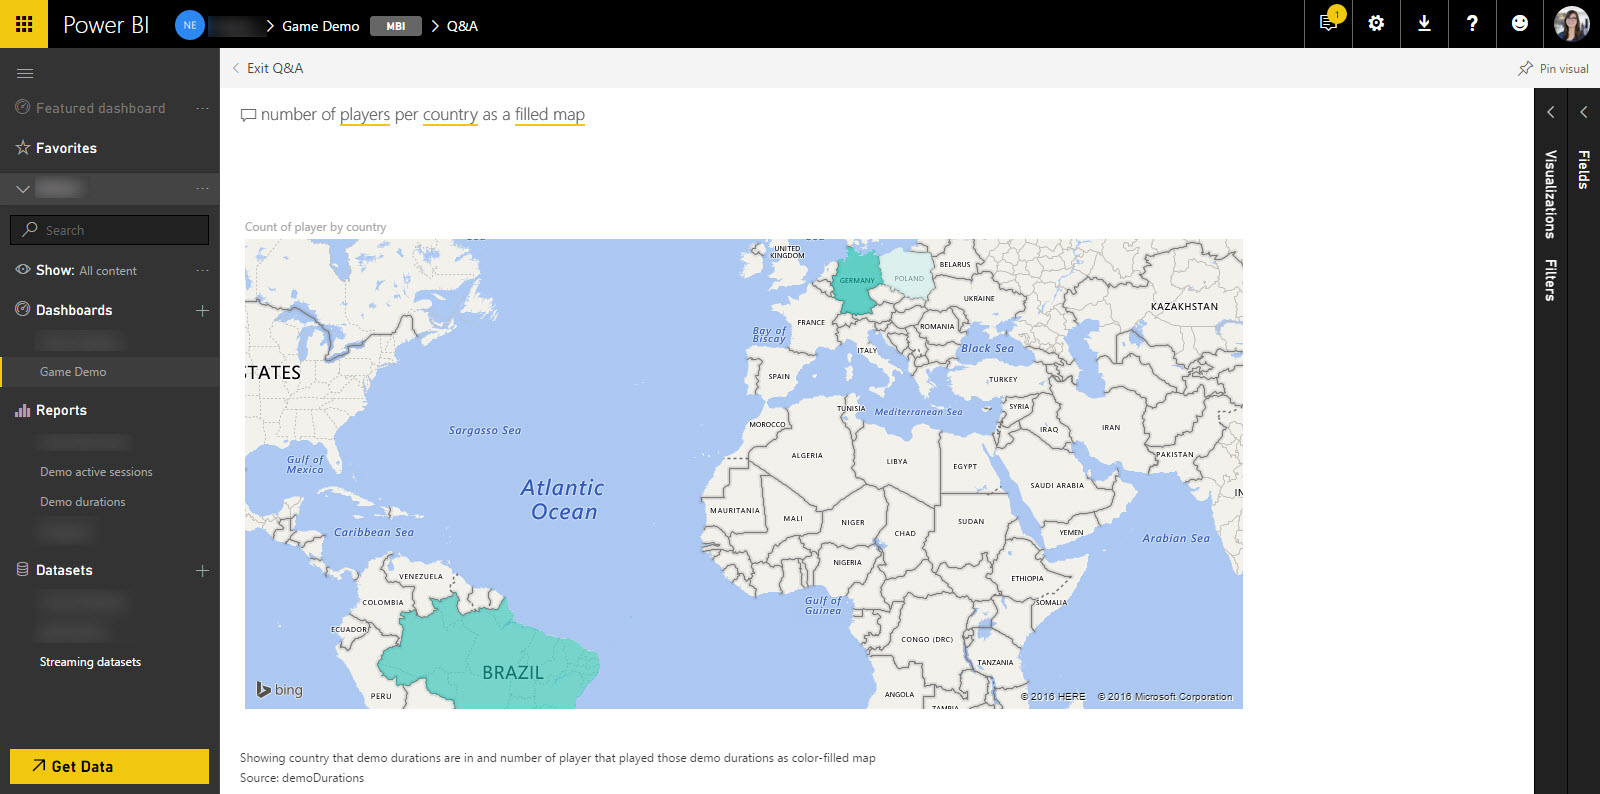 Power BI
NE
Game Demo
MBI
Q&A
1
?
Exit Q&A
Pin visual
Featured dashboard
Favorites
Search
Show: All content
Dashboards
Game Demo
Reports
Demo active sessions
Demo durations
Datasets
Streaming datasets
Get Data
number of players per country as a filled map
Visualizations
Filters
Fields
Count of player by country
UNITED
KINGDOM
BELARUS
GERMANY
POLAND
UKRAINE
KAZAKHSTAN
FRANCE
ROMANIA
Bay of
Biscay
ITALY
Black Sea
STATES
SPAIN
TURKEY
TUNISIA
Mediterranean Sea
SYRIA
MOROCCO
IRAQ
IRAN
Sargasso Sea
ALGERIA
LIBYA
EGYPT
PAKISTAN
Gulf of
Mexico
SAUDI ARABIA
IN
Atlantic
Ocean
MAURITANIA
MALI
NIGER
CHAD
SUDAN
YEMEN
Arabian Sea
Caribbean Sea
NIGERIA
ETHIOPIA
VENEZUELA
COLOMBIA
Gulf of
Guinea
SOMALIA
ECUADOR
CONGO (DRC)
BRAZIL
TANZANIA
PERU
ANGOLA
bing
© 2016 HERE © 2016 Microsoft Corporation
Showing country that demo durations are in and number of player that played those demo durations as color-filled map
Source: demoDurations